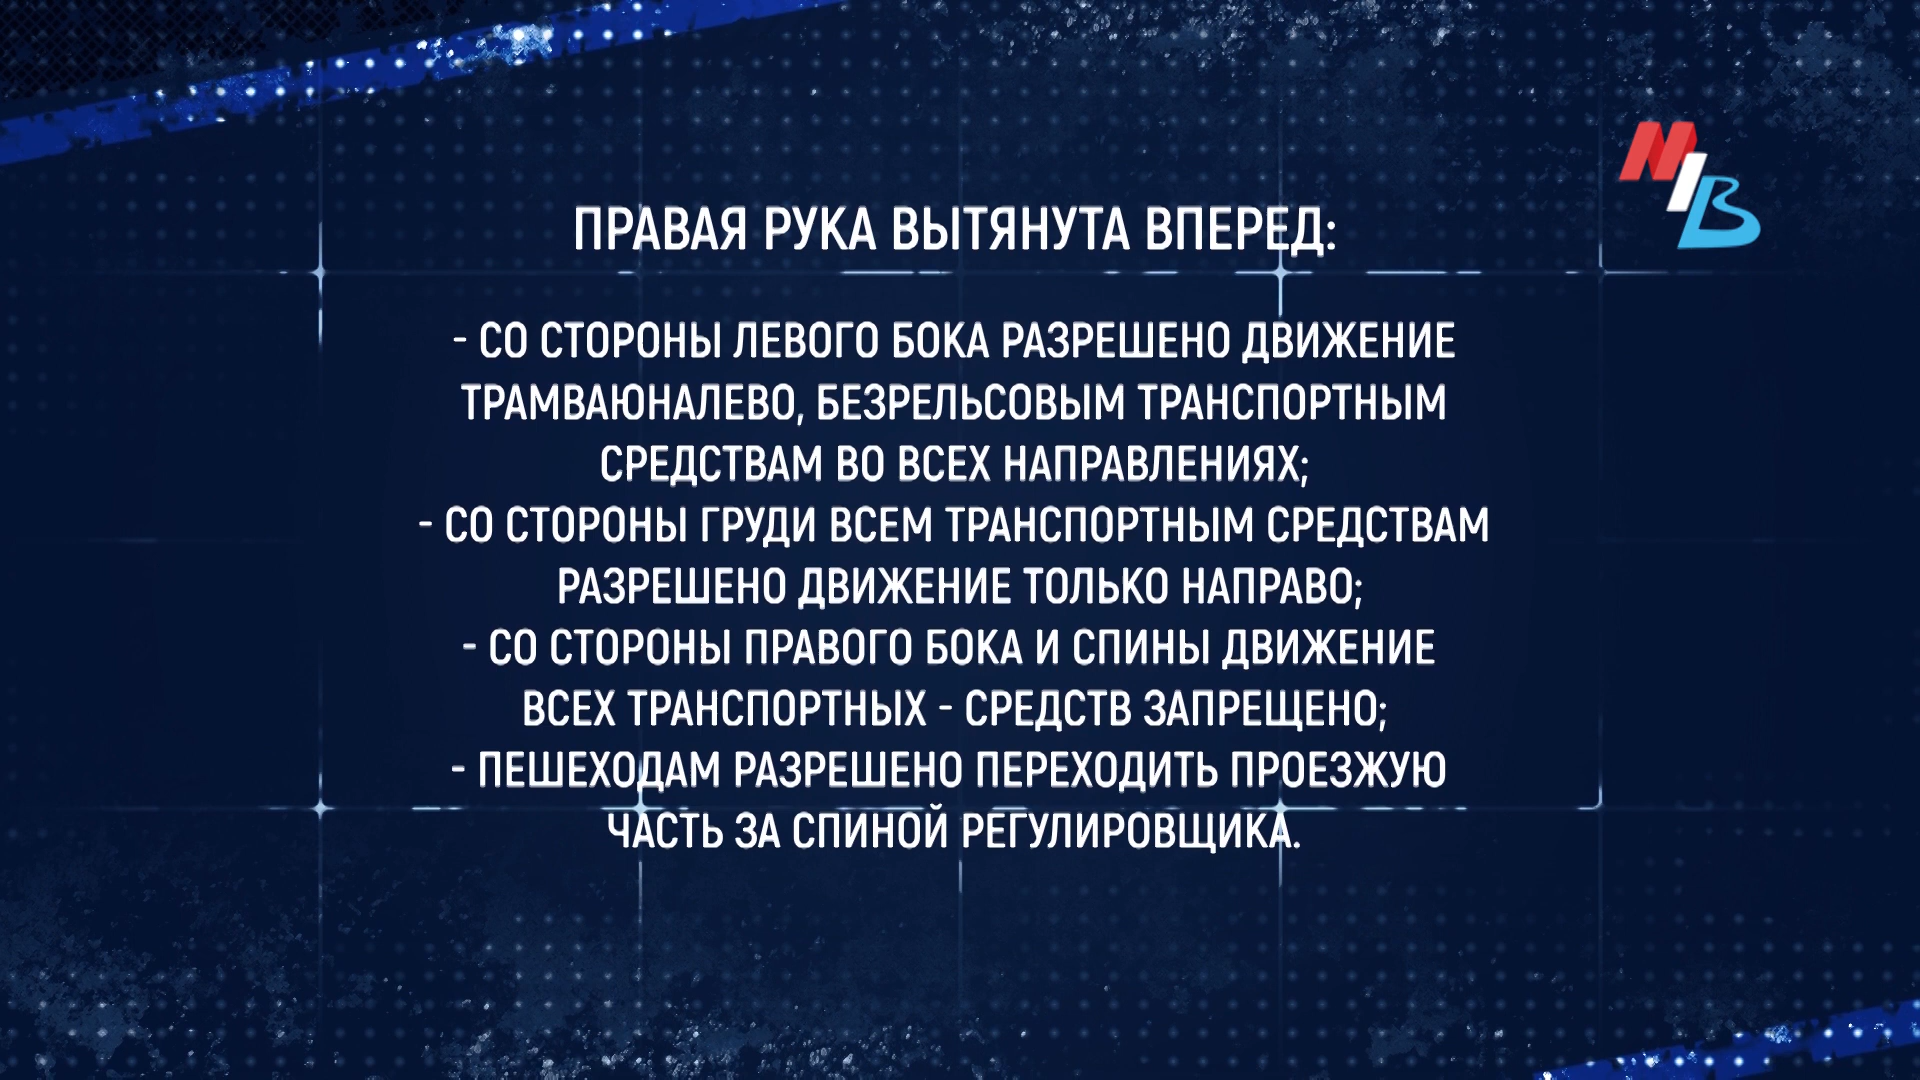 МВ
ПРАВАЯ РУКА ВЫТЯНУТА ВПЕРЕД:
- СО СТОРОНЫ ЛЕВОГО БОКА РАЗРЕШЕНО ДВИЖЕНИЕ
ТРАМВАЮНАЛЕВО, БЕЗРЕЛЬСОВЫМ ТРАНСПОРТНЫМ
СРЕДСТВАМ ВО ВСЕХ НАПРАВЛЕНИЯХ;
- СО СТОРОНЫ ГРУДИ ВСЕМ ТРАНСПОРТНЫМ СРЕДСТВАМ
РАЗРЕШЕНО ДВИЖЕНИЕ ТОЛЬКО НАПРАВО;
- СО СТОРОНЫ ПРАВОГО БОКА И СПИНЫ ДВИЖЕНИЕ
ВСЕХ ТРАНСПОРТНЫХ - СРЕДСТВ ЗАПРЕЩЕНО;
- ПЕШЕХОДАМ РАЗРЕШЕНО ПЕРЕХОДИТЬ ПРОЕЗЖУЮ
ЧАСТЬ ЗА СПИНОЙ РЕГУЛИРОВЩИКА.